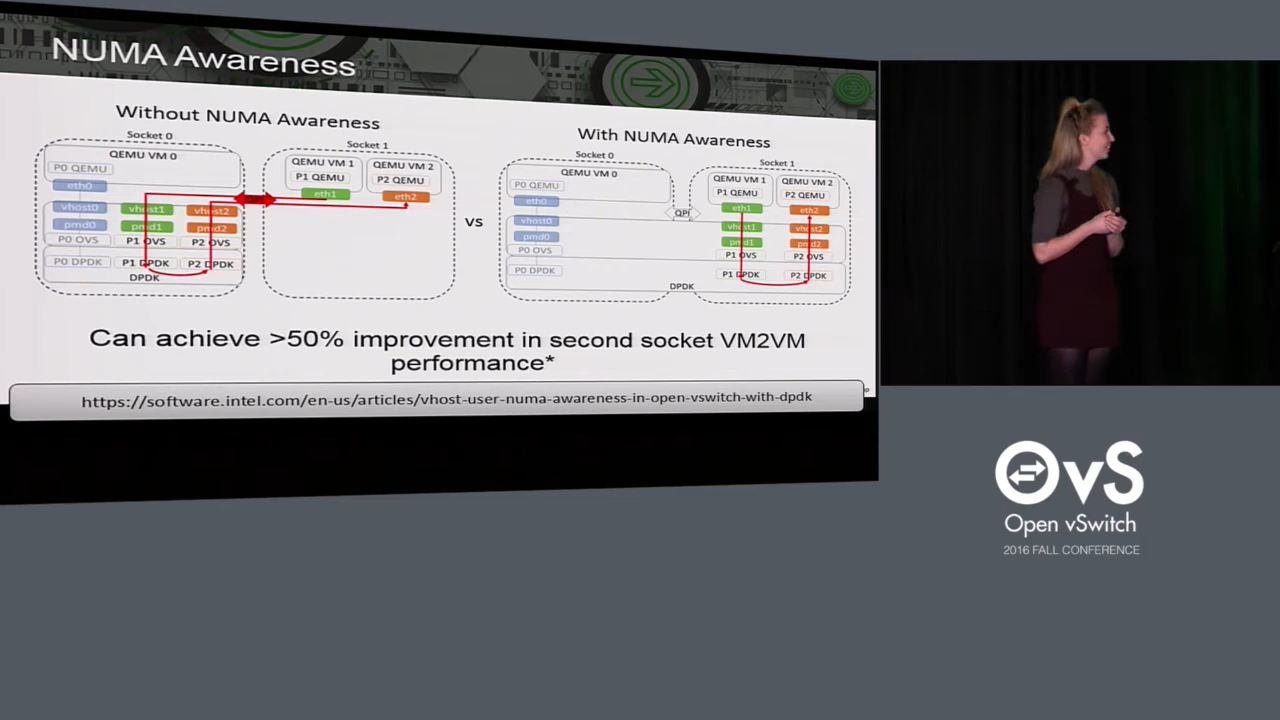 NUMA Awareness
Without NUMA Awareness
Socket 0
QEMU VM 0
P0 QEMU
eth0
vhost0
vhost1
vhost2
pmd0
pmd1
pmd2
P0 OVS
P1 OVS
P2 OVS
P0 DPDK
P1 DPDK
P2 DPDK
DPDK
Socket 1
QEMU VM 1
QEMU VM 2
P1 QEMU
P2 QEMU
eth1
eth2
vs
With NUMA Awareness
Socket 0
QEMU VM 0
P0 QEMU
eth0
vhost0
pmd0
P0 OVS
P0 DPDK
QPI
Socket 1
QEMU VM 1
QEMU VM 2
P1 QEMU
P2 QEMU
eth1
eth2
vhost1
vhost2
pmd1
pmd2
P1 OVS
P2 OVS
P1 DPDK
P2 DPDK
DPDK
Can achieve >50% improvement in second socket VM2VM
performance*
https://software.intel.com/en-us/articles/vhost-user-numa-awareness-in-open-vswitch-with-dpdk
OvS
Open vSwitch
2016 FALL CONFERENCE